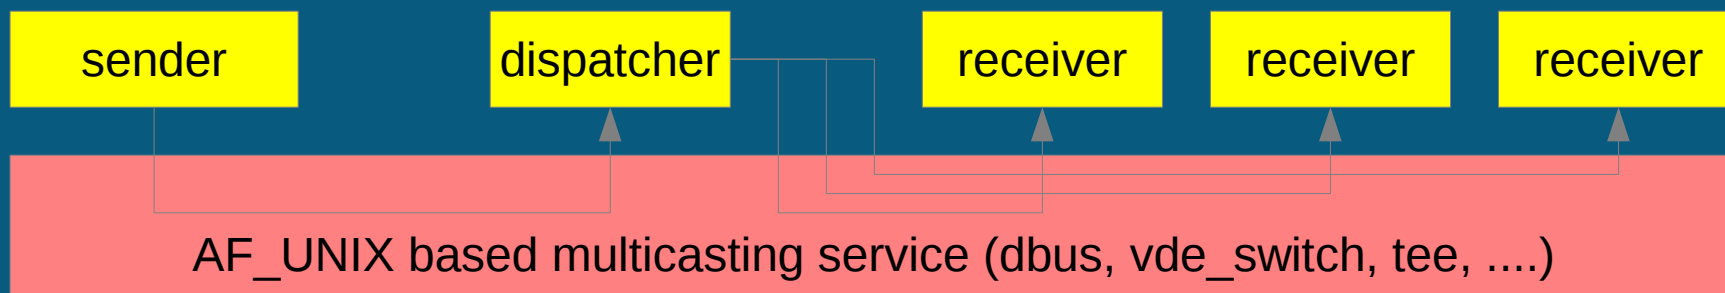 sender
dispatcher
receiver
receiver
receiver
AF_UNIX based multicasting service (dbus, vde_switch, tee, ....)